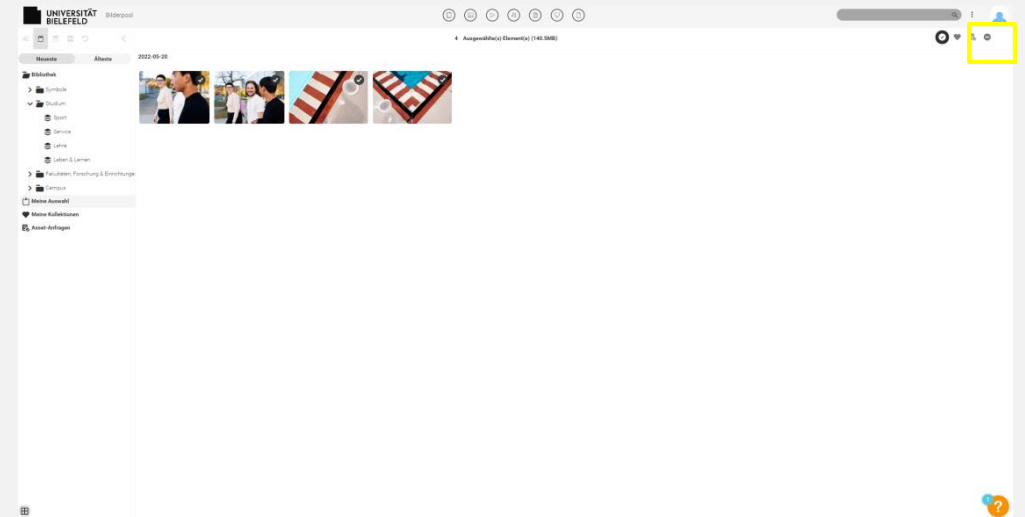 UNIVERSITÄT
BIELEFELD
Bilderpool
4 Ausgewählte(s) Element(e) (140.5MB)
Neueste Älteste
2022-05-20
Bibliothek
Symbole
Studium
Sport
Service
Lehre
Leben & Lernen
Fakultäten, Forschung & Einrichtunge
Campus
Meine Auswahl
Meine Kollektionen
Asset-Anfragen
1
?